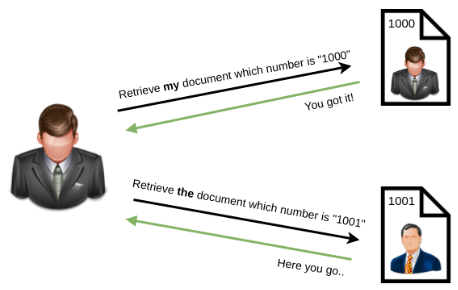 1000
Retrieve my document which number is "1000"
You got it!
Retrieve the document which number is "1001"
1001
Here you go..